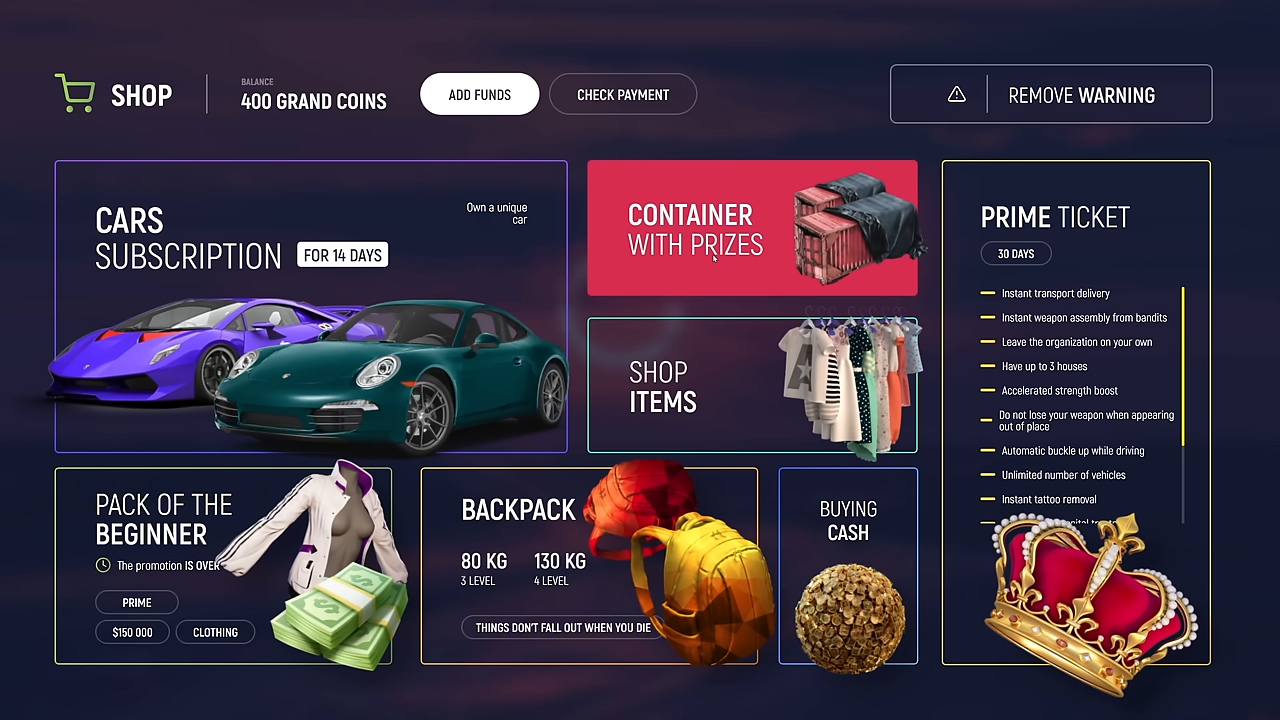 SHOP
BALANCE
400 GRAND COINS
ADD FUNDS
CHECK PAYMENT
REMOVE WARNING
CARS
SUBSCRIPTION
FOR 14 DAYS
Own a unique
car
CONTAINER
WITH PRIZES
SHOP
ITEMS
PRIME TICKET
30 DAYS
Instant transport delivery
Instant weapon assembly from bandits
Leave the organization on your own
Have up to 3 houses
Accelerated strength boost
Do not lose your weapon when appearing
out of place
Automatic buckle up while driving
Unlimited number of vehicles
Instant tattoo removal
PACK OF THE
BEGINNER
The promotion IS OVER
PRIME
$150 000
CLOTHING
BACKPACK
80 KG
3 LEVEL
130 KG
4 LEVEL
THINGS DON'T FALL OUT WHEN YOU DIE
BUYING
CASH